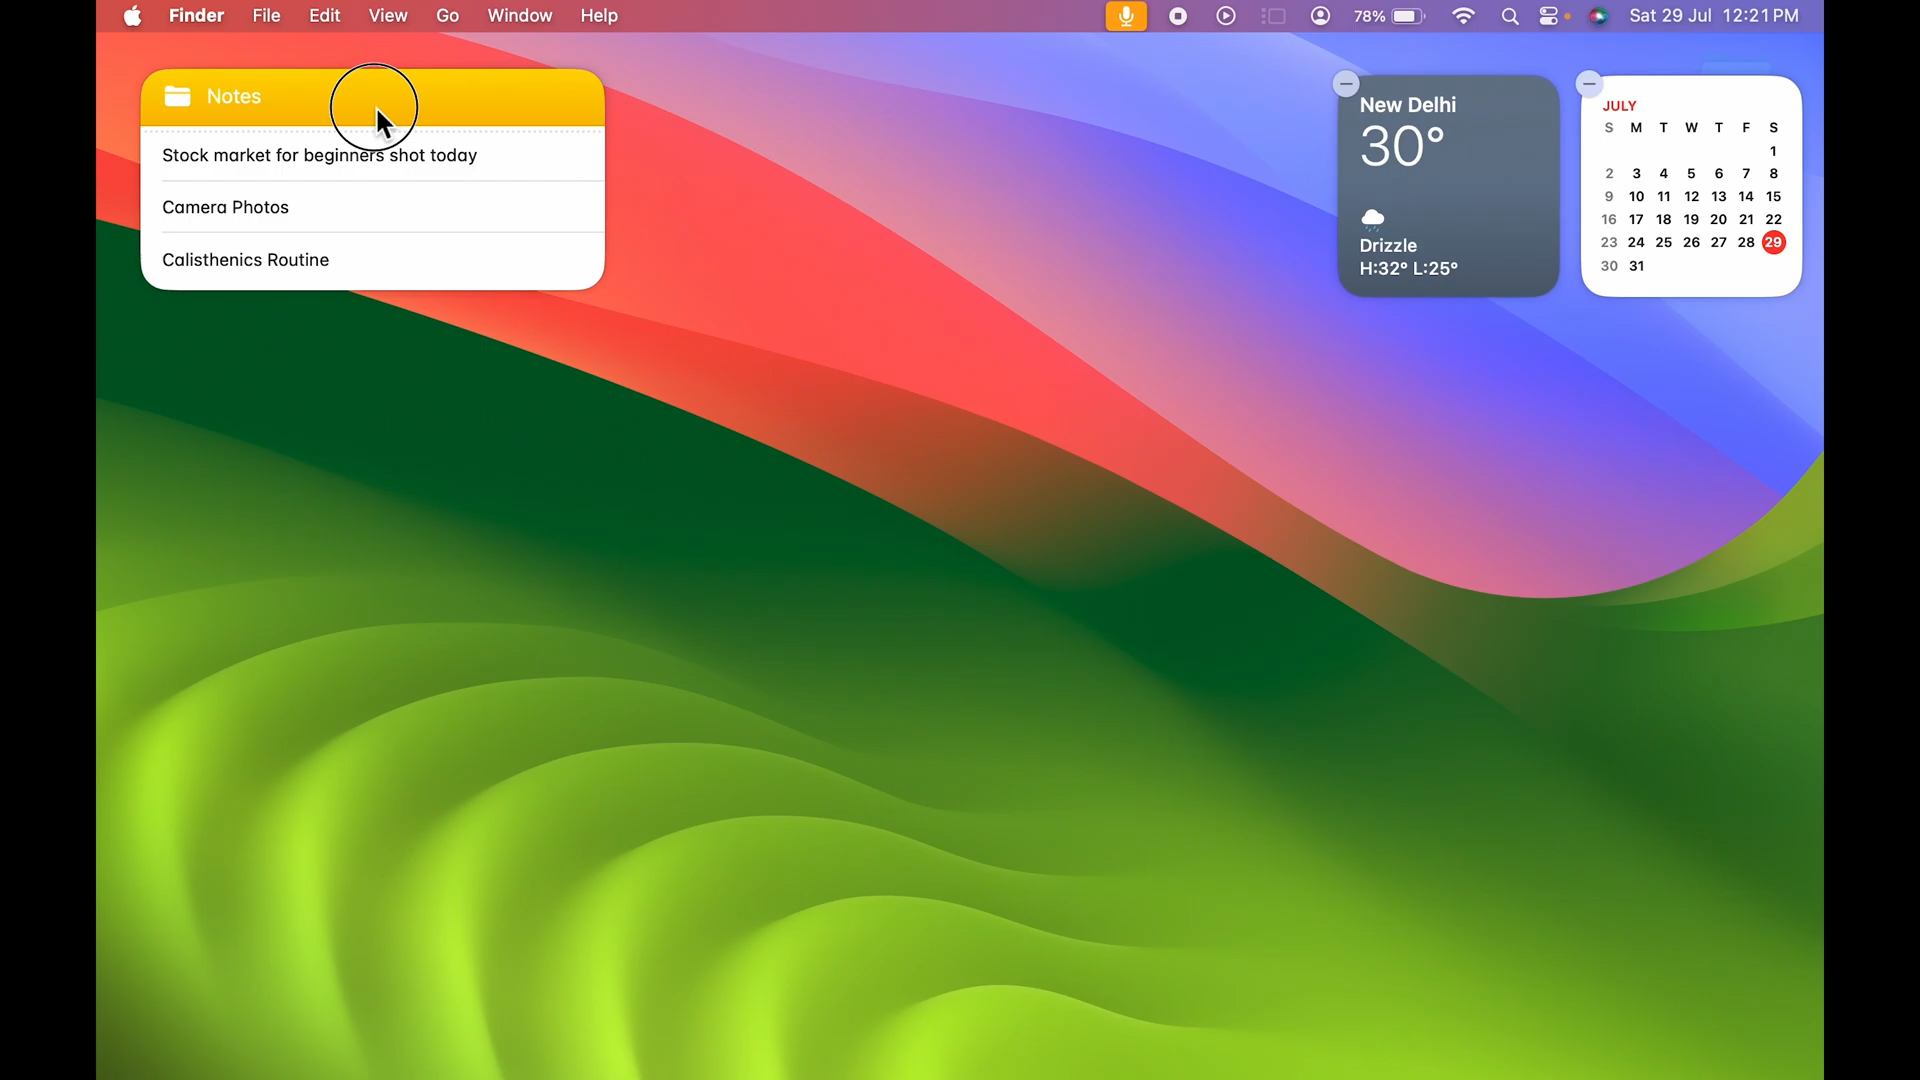 Finder File Edit View Go Window Help 78% Sat 29 Jul 12:21 PM
Notes
Stock market for beginners shot today
Camera Photos
Calisthenics Routine
New Delhi
30°
Drizzle
H:32° L:25°
JULY
S M T W T F S
1
2 3 4 5 6 7 8
9 10 11 12 13 14 15
16 17 18 19 20 21 22
23 24 25 26 27 28 29
30 31